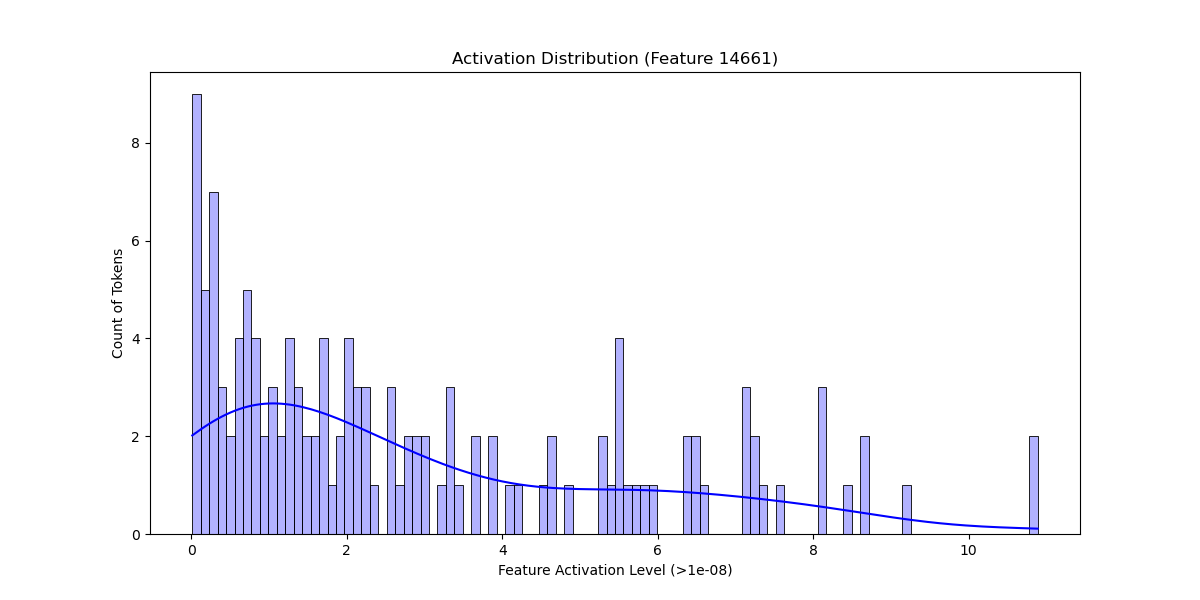 Activation Distribution (Feature 14661)
8
6
4
2
0
Count of Tokens
0 2 4 6 8 10
Feature Activation Level (>1e-08)